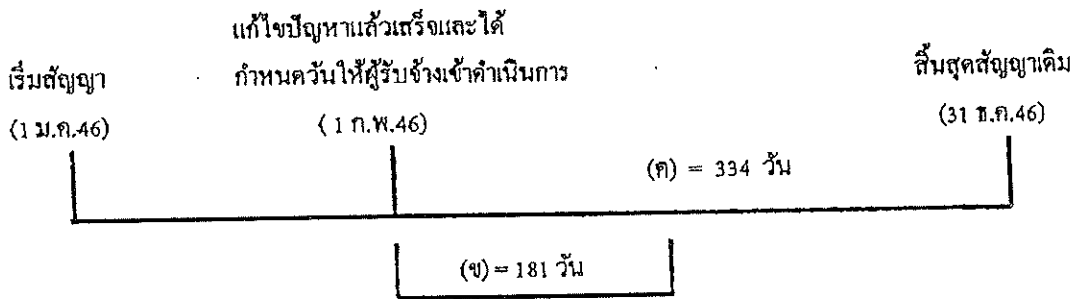 แก้ไขปัญหาแล้วเสร็จและได้
เริ่มสัญญา กำหนดวันให้ผู้รับจ้างเข้าดำเนินการ สิ้นสุดสัญญาเดิม
(1 ม.ค.46) ( 1 ก.พ.46) (31 ธ.ค.46)
(ค) = 334 วัน
(ข) = 181 วัน